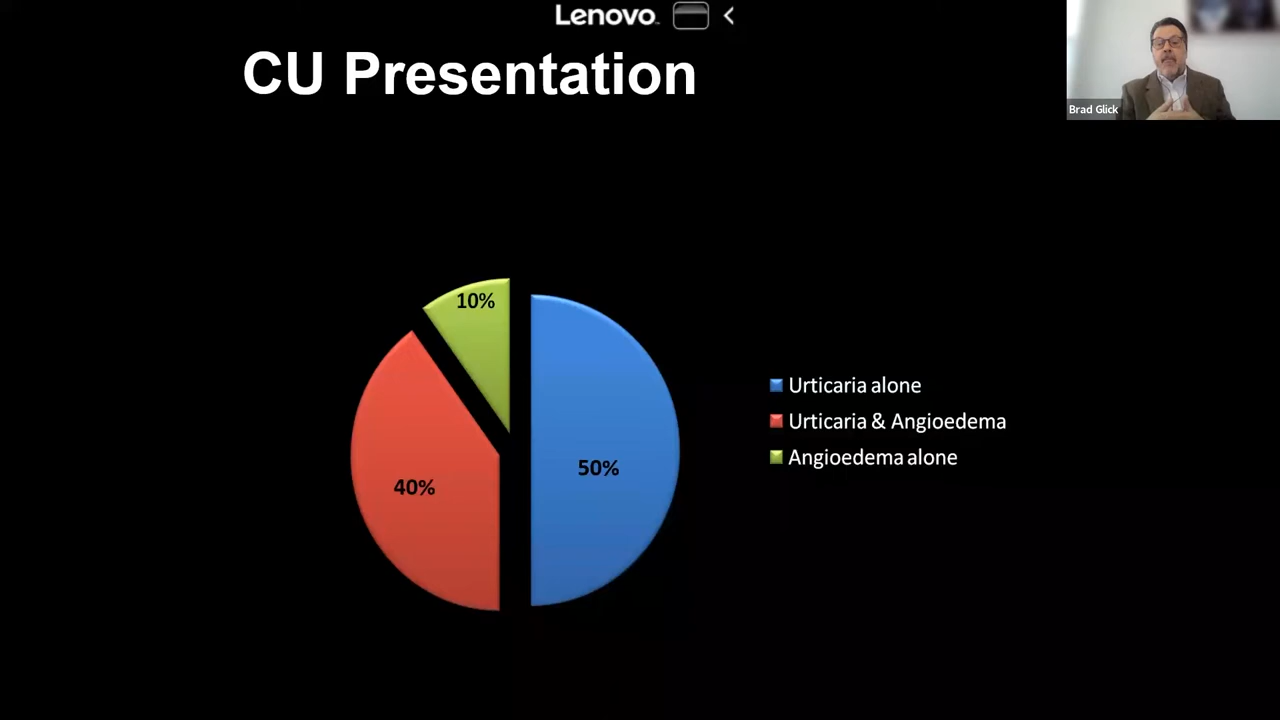 Lenovo
CU Presentation
Brad Glick
10%
50%
40%
Urticaria alone
Urticaria & Angioedema
Angioedema alone